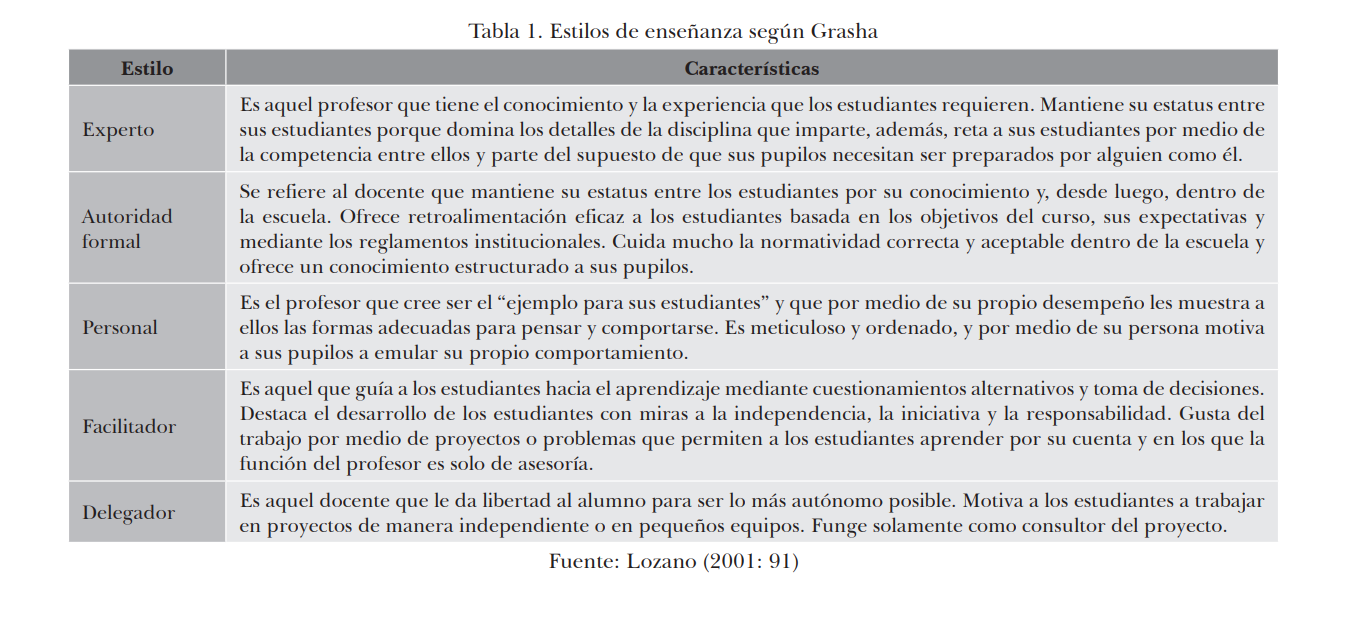 Tabla 1. Estilos de enseñanza según Grasha
Estilo
Características
Experto
Es aquel profesor que tiene el conocimiento y la experiencia que los estudiantes requieren. Mantiene su estatus entre
sus estudiantes porque domina los detalles de la disciplina que imparte, además, reta a sus estudiantes por medio de
la competencia entre ellos y parte del supuesto de que sus pupilos necesitan ser preparados por alguien como él.
Autoridad
formal
Se refiere al docente que mantiene su estatus entre los estudiantes por su conocimiento y, desde luego, dentro de
la escuela. Ofrece retroalimentación eficaz a los estudiantes basada en los objetivos del curso, sus expectativas y
mediante los reglamentos institucionales. Cuida mucho la normatividad correcta y aceptable dentro de la escuela y
ofrece un conocimiento estructurado a sus pupilos.
Personal
Es el profesor que cree ser el “ejemplo para sus estudiantes” y que por medio de su propio desempeño les muestra a
ellos las formas adecuadas para pensar y comportarse. Es meticuloso y ordenado, y por medio de su persona motiva
a sus pupilos a emular su propio comportamiento.
Facilitador
Es aquel que guía a los estudiantes hacia el aprendizaje mediante cuestionamientos alternativos y toma de decisiones.
Destaca el desarrollo de los estudiantes con miras a la independencia, la iniciativa y la responsabilidad. Gusta del
trabajo por medio de proyectos o problemas que permiten a los estudiantes aprender por su cuenta y en los que la
función del profesor es solo de asesoría.
Delegador
Es aquel docente que le da libertad al alumno para ser lo más autónomo posible. Motiva a los estudiantes a trabajar
en proyectos de manera independiente o en pequeños equipos. Funge solamente como consultor del proyecto.
Fuente: Lozano (2001: 91)